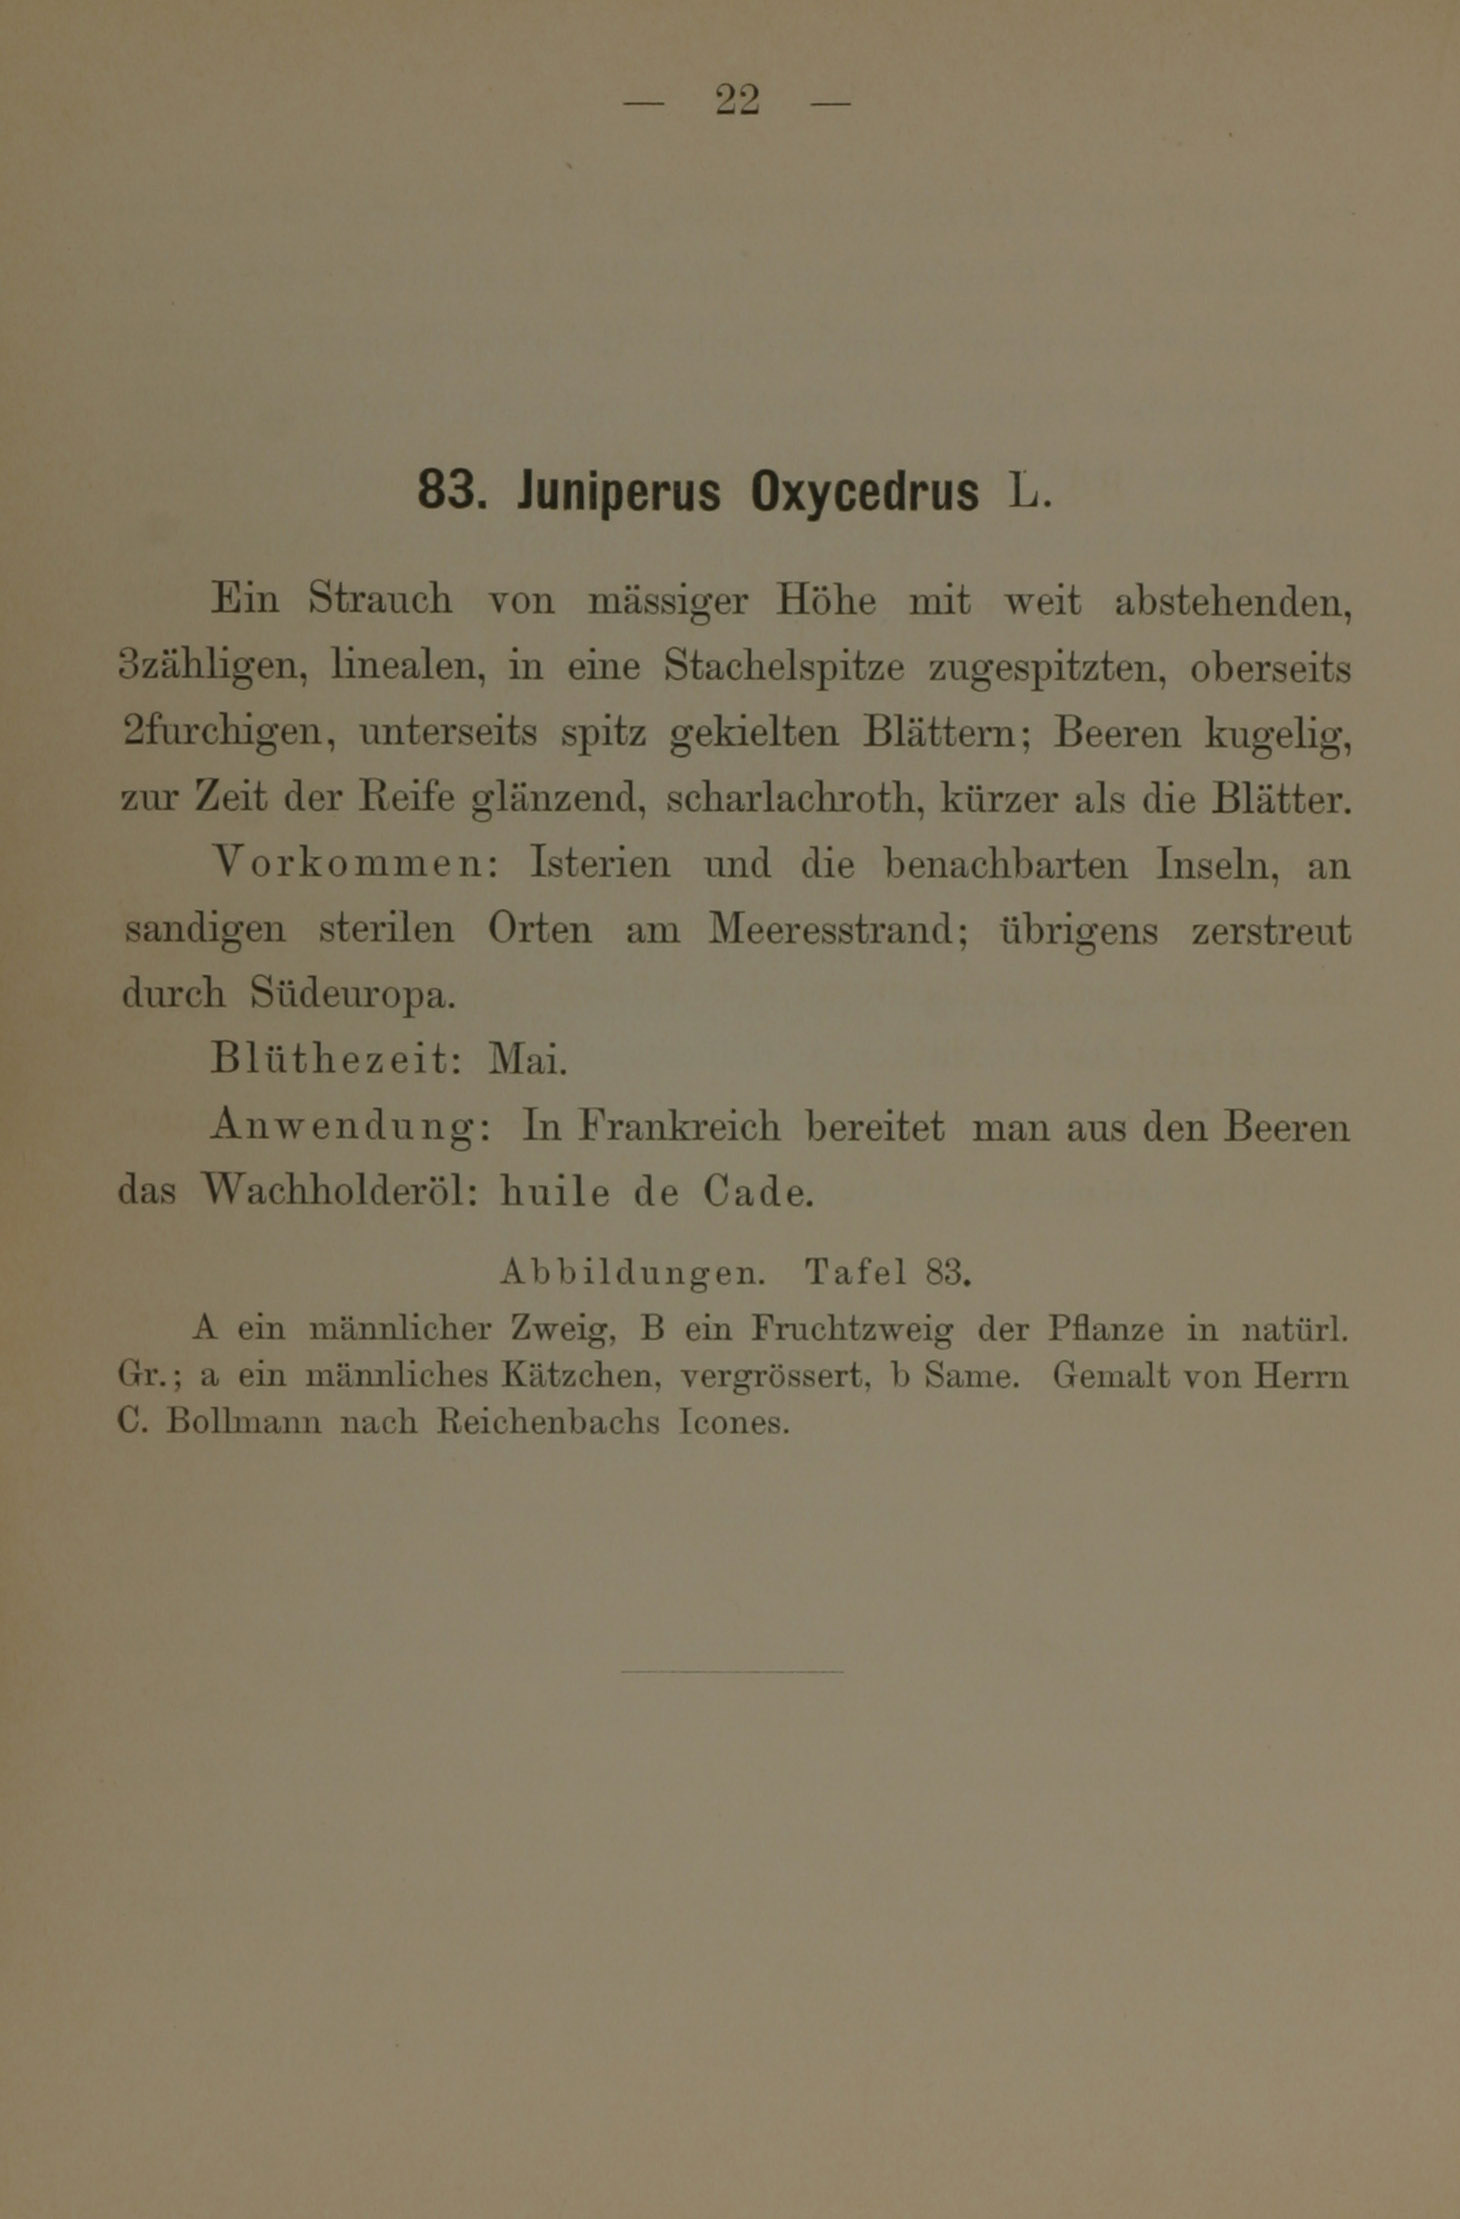 — 22 —
83. Juniperus Oxycedrus L.
Ein Strauch von mässiger Höhe mit weit abstehenden,
3zähligen, linealen, in eine Stachelspitze zugespitzten, oberseits
2furchigen, unterseits spitz gekielten Blättern; Beeren kugelig,
zur Zeit der Reife glänzend, scharlachroth, kürzer als die Blätter.
Vorkommen: Isterien und die benachbarten Inseln, an
sandigen sterilen Orten am Meeresstrand; übrigens zerstreut
durch Südeuropa.
Blüthezeit: Mai.
Anwendung: In Frankreich bereitet man aus den Beeren
das Wachholderöl: huile de Cade.
Abbildungen. Tafel 83.
A ein männlicher Zweig, B ein Fruchtzweig der Pflanze in natürl.
Gr.; a ein männliches Kätzchen, vergrössert, b Same. Gemalt von Herrn
C. Bollmann nach Reichenbachs Icones.